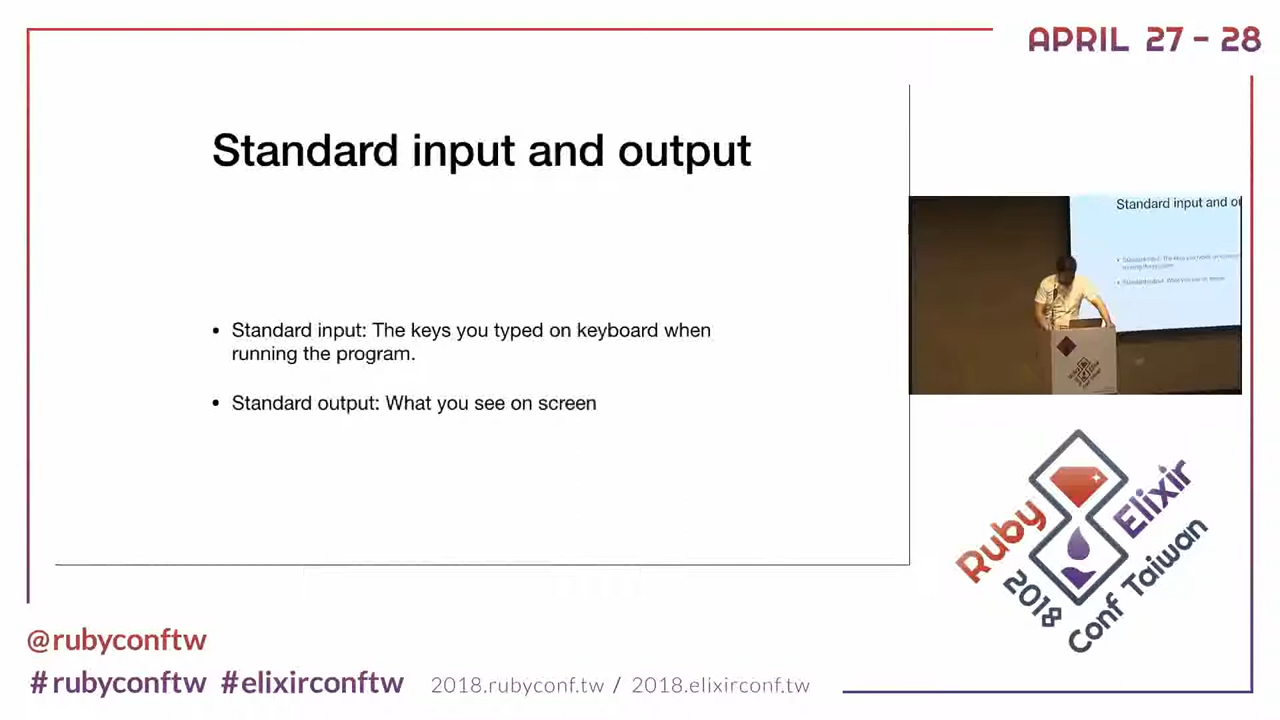 APRIL 27 - 28
Standard input and output
• Standard input: The keys you typed on keyboard when
running the program.
• Standard output: What you see on screen
Standard input and ou
Ruby Elixir
2018 Conf Taiwan
@rubyconftw
#rubyconftw #elixirconftw 2018.rubyconf.tw / 2018.elixirconf.tw